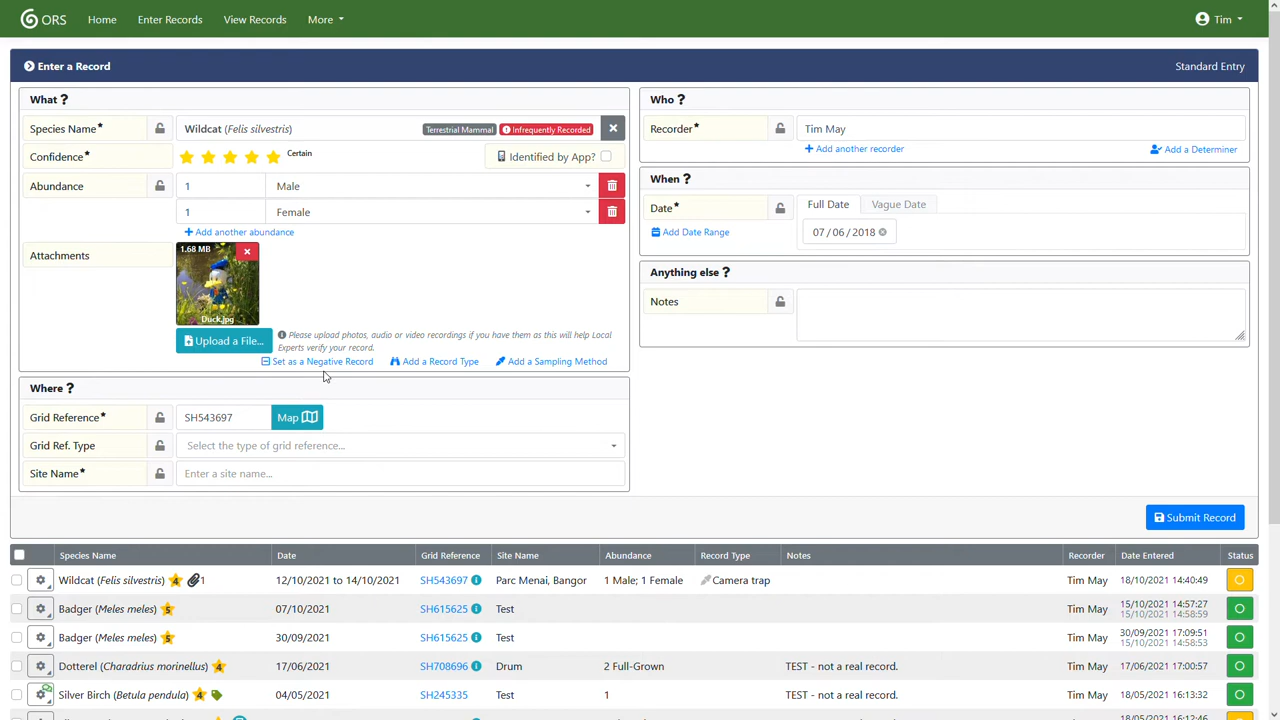 ORS Home Enter Records View Records More Tim
Enter a Record Standard Entry
What ?
Species Name* Wildcat (Felis silvestris) Terrestrial Mammal Infrequently Recorded
Confidence* Certain Identified by App?
Abundance 1 Male
1 Female
Add another abundance
Attachments 1.68 MB
Duck.jpg
Upload a File...
Please upload photos, audio or video recordings if you have them as this will help Local
Experts verify your record.
Set as a Negative Record Add a Record Type Add a Sampling Method
Where ?
Grid Reference* SH543697 Map
Grid Ref. Type Select the type of grid reference...
Site Name* Enter a site name...
Who ?
Recorder* Tim May
Add another recorder Add a Determiner
When ?
Date* Full Date Vague Date
Add Date Range 07/06/2018
Anything else ?
Notes
Submit Record
Species Name Date Grid Reference Site Name Abundance Record Type Notes Recorder Date Entered Status
Wildcat (Felis silvestris) 4 1 12/10/2021 to 14/10/2021 SH543697 Parc Menai, Bangor 1 Male; 1 Female Camera trap Tim May 18/10/2021 14:40:49
Badger (Meles meles) 5 07/10/2021 SH615625 Test Tim May 15/10/2021 14:57:27
15/10/2021 14:58:59
Badger (Meles meles) 5 30/09/2021 SH615625 Test Tim May 30/09/2021 17:09:51
15/10/2021 14:58:53
Dotterel (Charadrius morinellus) 4 17/06/2021 SH708696 Drum 2 Full-Grown TEST - not a real record. Tim May 17/06/2021 17:00:57
Silver Birch (Betula pendula) 4 04/05/2021 SH245335 Test 1 TEST - not a real record. Tim May 18/05/2021 16:13:32
18/05/2021 16:12:46